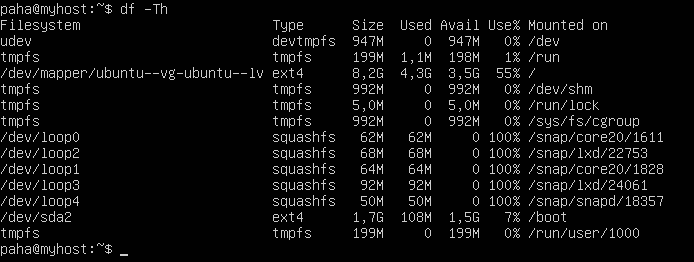 paha@myhost:~$ df -Th
Filesystem                        Type      Size  Used Avail Use% Mounted on
udev                              devtmpfs  947M     0  947M   0% /dev
tmpfs                             tmpfs     199M  1,1M  198M   1% /run
/dev/mapper/ubuntu--vg-ubuntu--lv ext4      8,2G  4,3G  3,5G  55% /
tmpfs                             tmpfs     992M     0  992M   0% /dev/shm
tmpfs                             tmpfs     5,0M     0  5,0M   0% /run/lock
tmpfs                             tmpfs     992M     0  992M   0% /sys/fs/cgroup
/dev/loop0                        squashfs   62M   62M     0 100% /snap/core20/1611
/dev/loop2                        squashfs   68M   68M     0 100% /snap/lxd/22753
/dev/loop1                        squashfs   64M   64M     0 100% /snap/core20/1828
/dev/loop3                        squashfs   92M   92M     0 100% /snap/lxd/24061
/dev/loop4                        squashfs   50M   50M     0 100% /snap/snapd/18357
/dev/sda2                         ext4      1,7G  108M  1,5G   7% /boot
tmpfs                             tmpfs     199M     0  199M   0% /run/user/1000
paha@myhost:~$ _